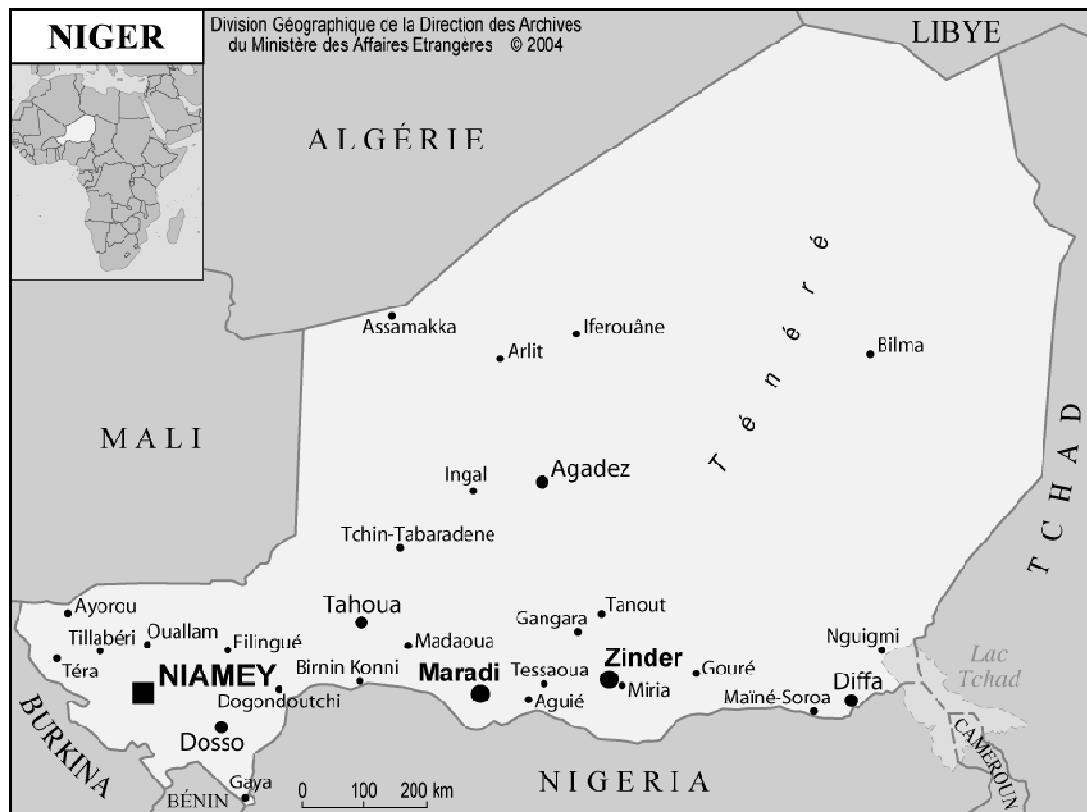 NIGER
Division Géographique de la Direction des Archives
du Ministère des Affaires Etrangères © 2004
LIBYE
ALGÉRIE
Ténéré
Assamakka
Iferouâne
Arlit
Bilma
MALI
TCHAD
Ingal
Agadez
Tchin-Tabaradene
Ayorou
Tahoua
Tanout
Gangara
Tillabéri
Ouallam
Filingué
Madaoua
Nguigmi
Téra
NIAMEY
Birnin Konni
Maradi
Tessaoua
Zinder
Gouré
Lac
Tchad
Dogondoutchi
Aguié
Miria
Maïné-Soroa
Diffa
BURKINA
Dosso
CAMEROUN
Gaya
BÉNIN
0 100 200 km
NIGERIA